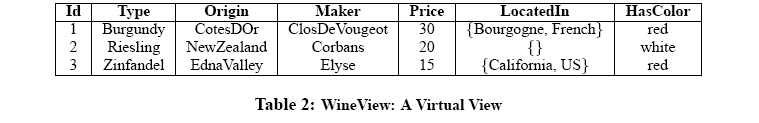 Id Type Origin Maker Price LocatedIn HasColor
1 Burgundy CotesDOr ClosDeVougeot 30 {Bourgogne, French} red
2 Riesling NewZealand Corbans 20 {} white
3 Zinfandel EdnaValley Elyse 15 {California, US} red
Table 2: WineView: A Virtual View